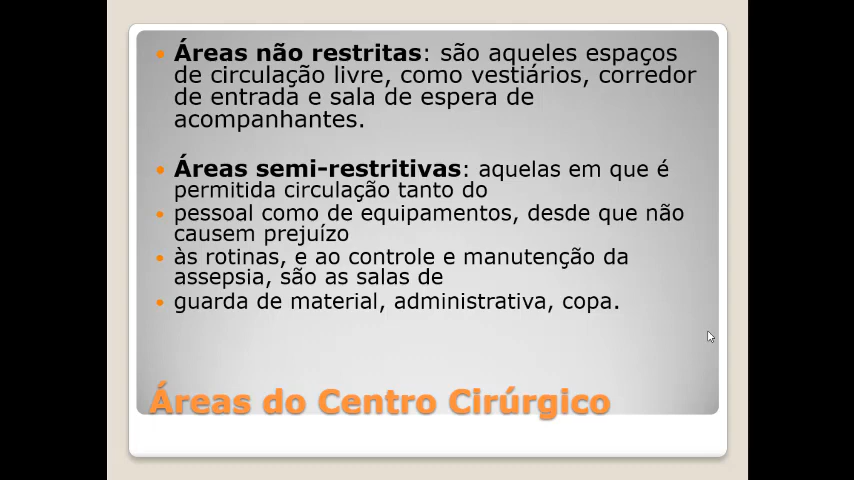 Áreas não restritas: são aqueles espaços
de circulação livre, como vestiários, corredor
de entrada e sala de espera de
acompanhantes.
Áreas semi-restritivas: aquelas em que é
permitida circulação tanto do
pessoal como de equipamentos, desde que não
causem prejuízo
às rotinas, e ao controle e manutenção da
assepsia, são as salas de
guarda de material, administrativa, copa.
Áreas do Centro Cirúrgico